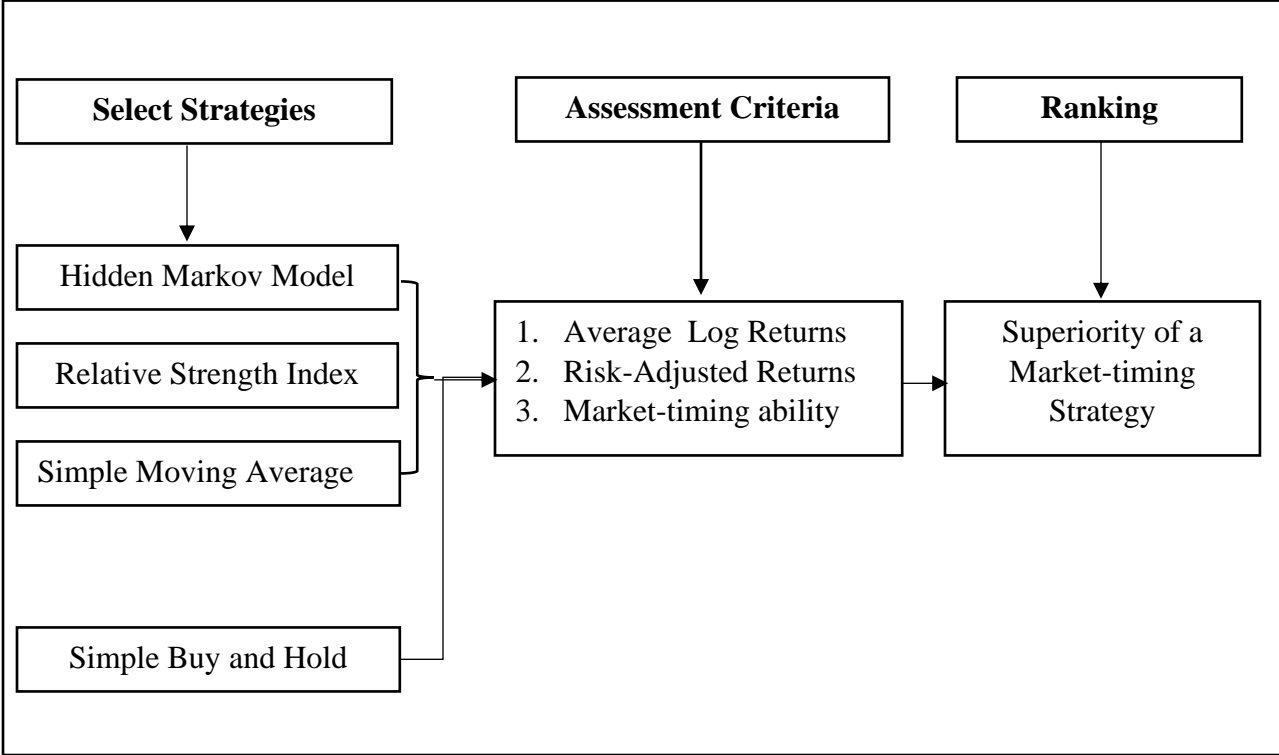 Select Strategies
Assessment Criteria
Ranking
Hidden Markov Model
Relative Strength Index
Simple Moving Average
Simple Buy and Hold
1. Average Log Returns
2. Risk-Adjusted Returns
3. Market-timing ability
Superiority of a
Market-timing
Strategy